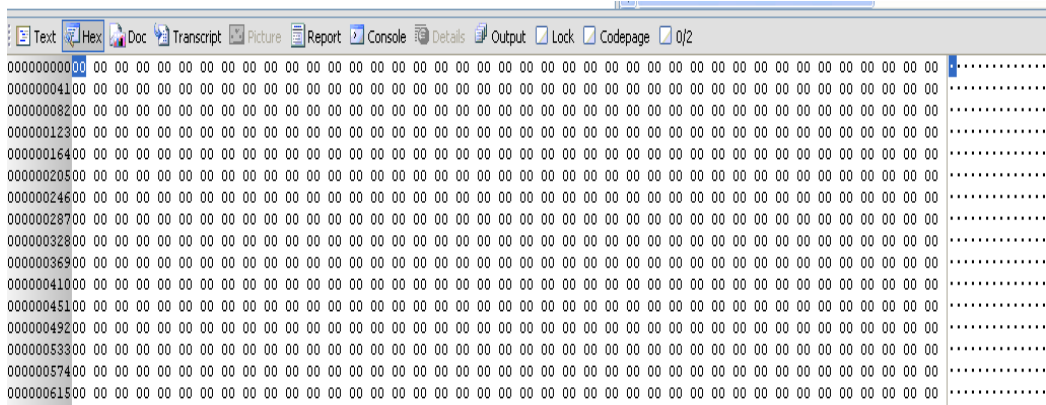 Text Hex Doc Transcript Picture Report Console Details Output Lock Codepage 0/2
000000000 00 00 00 00 00 00 00 00 00 00 00 00 00 00 00 00 00 00 00 00 00 00 00 00 00 00 00 00 00 00 00 00 00 00 00 00 00 00 00 00 00 ··············
000000041 00 00 00 00 00 00 00 00 00 00 00 00 00 00 00 00 00 00 00 00 00 00 00 00 00 00 00 00 00 00 00 00 00 00 00 00 00 00 00 00 00 ··············
000000082 00 00 00 00 00 00 00 00 00 00 00 00 00 00 00 00 00 00 00 00 00 00 00 00 00 00 00 00 00 00 00 00 00 00 00 00 00 00 00 00 00 ··············
000000123 00 00 00 00 00 00 00 00 00 00 00 00 00 00 00 00 00 00 00 00 00 00 00 00 00 00 00 00 00 00 00 00 00 00 00 00 00 00 00 00 00 ··············
000000164 00 00 00 00 00 00 00 00 00 00 00 00 00 00 00 00 00 00 00 00 00 00 00 00 00 00 00 00 00 00 00 00 00 00 00 00 00 00 00 00 00 ··············
000000205 00 00 00 00 00 00 00 00 00 00 00 00 00 00 00 00 00 00 00 00 00 00 00 00 00 00 00 00 00 00 00 00 00 00 00 00 00 00 00 00 00 ··············
000000246 00 00 00 00 00 00 00 00 00 00 00 00 00 00 00 00 00 00 00 00 00 00 00 00 00 00 00 00 00 00 00 00 00 00 00 00 00 00 00 00 00 ··············
000000287 00 00 00 00 00 00 00 00 00 00 00 00 00 00 00 00 00 00 00 00 00 00 00 00 00 00 00 00 00 00 00 00 00 00 00 00 00 00 00 00 00 ··············
000000328 00 00 00 00 00 00 00 00 00 00 00 00 00 00 00 00 00 00 00 00 00 00 00 00 00 00 00 00 00 00 00 00 00 00 00 00 00 00 00 00 00 ··············
000000369 00 00 00 00 00 00 00 00 00 00 00 00 00 00 00 00 00 00 00 00 00 00 00 00 00 00 00 00 00 00 00 00 00 00 00 00 00 00 00 00 00 ··············
000000410 00 00 00 00 00 00 00 00 00 00 00 00 00 00 00 00 00 00 00 00 00 00 00 00 00 00 00 00 00 00 00 00 00 00 00 00 00 00 00 00 00 ··············
000000451 00 00 00 00 00 00 00 00 00 00 00 00 00 00 00 00 00 00 00 00 00 00 00 00 00 00 00 00 00 00 00 00 00 00 00 00 00 00 00 00 00 ··············
000000492 00 00 00 00 00 00 00 00 00 00 00 00 00 00 00 00 00 00 00 00 00 00 00 00 00 00 00 00 00 00 00 00 00 00 00 00 00 00 00 00 00 ··············
000000533 00 00 00 00 00 00 00 00 00 00 00 00 00 00 00 00 00 00 00 00 00 00 00 00 00 00 00 00 00 00 00 00 00 00 00 00 00 00 00 00 00 ··············
000000574 00 00 00 00 00 00 00 00 00 00 00 00 00 00 00 00 00 00 00 00 00 00 00 00 00 00 00 00 00 00 00 00 00 00 00 00 00 00 00 00 00 ··············
000000615 00 00 00 00 00 00 00 00 00 00 00 00 00 00 00 00 00 00 00 00 00 00 00 00 00 00 00 00 00 00 00 00 00 00 00 00 00 00 00 00 00 ··············